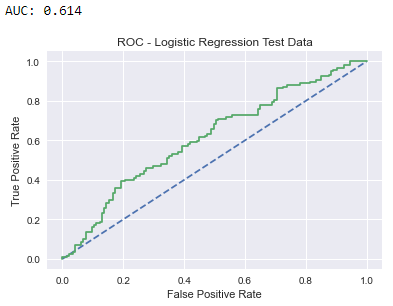 AUC: 0.614
ROC - Logistic Regression Test Data
1.0
0.8
0.6
0.4
0.2
0.0
True Positive Rate
0.0 0.2 0.4 0.6 0.8 1.0
False Positive Rate